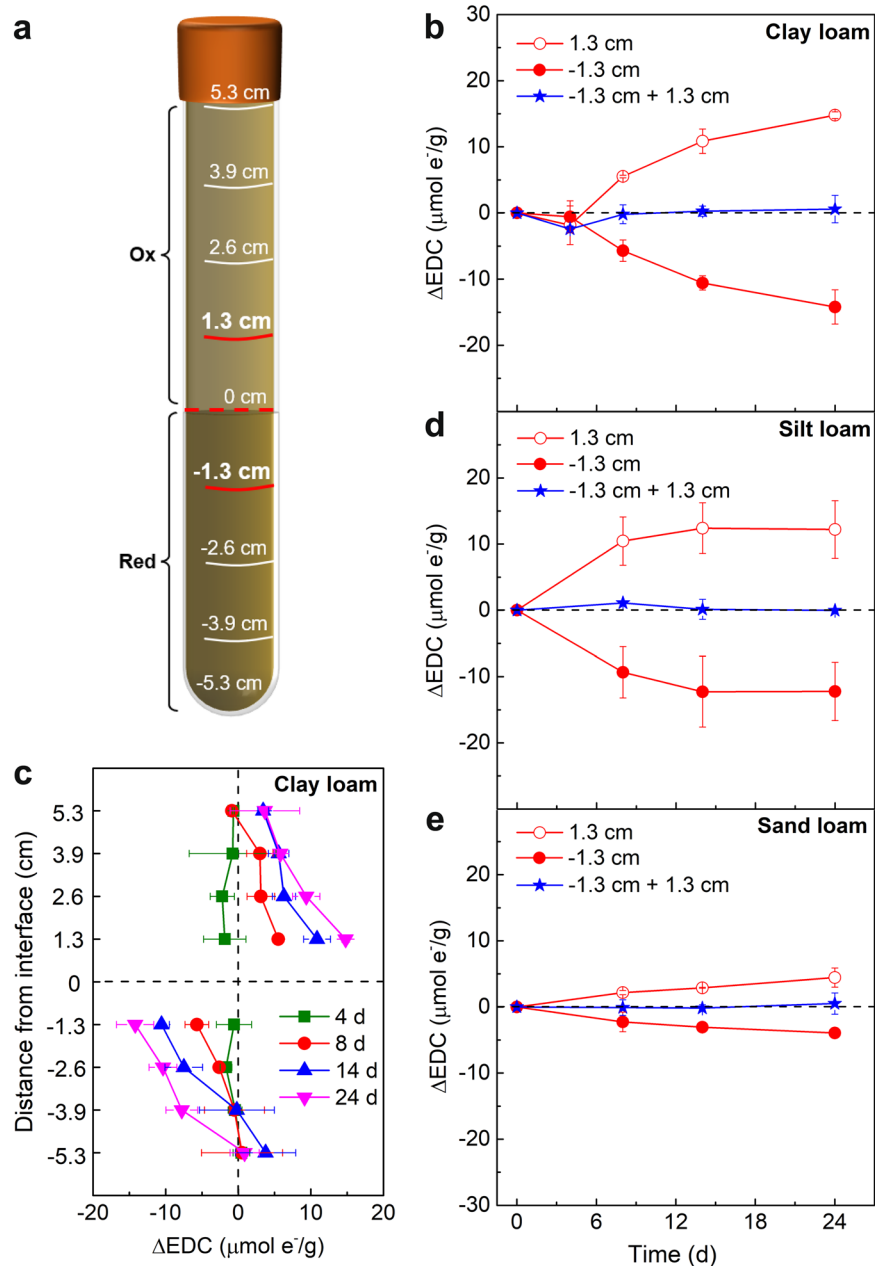 a
5.3 cm
3.9 cm
2.6 cm
Ox
1.3 cm
0 cm
-1.3 cm
-2.6 cm
Red
-3.9 cm
-5.3 cm
b
Clay loam
1.3 cm
-1.3 cm
-1.3 cm + 1.3 cm
30
20
10
0
-10
-20
ΔEDC (μmol e⁻/g)
d
Silt loam
1.3 cm
-1.3 cm
-1.3 cm + 1.3 cm
20
10
0
-10
-20
ΔEDC (μmol e⁻/g)
c
Clay loam
-20
-10
0
10
20
5.3
3.9
2.6
1.3
0
-1.3
-2.6
-3.9
-5.3
Distance from interface (cm)
4 d
8 d
14 d
24 d
-20
-10
0
10
20
ΔEDC (μmol e⁻/g)
e
Sand loam
1.3 cm
-1.3 cm
-1.3 cm + 1.3 cm
20
10
0
-10
-20
-30
ΔEDC (μmol e⁻/g)
0
6
12
18
24
Time (d)